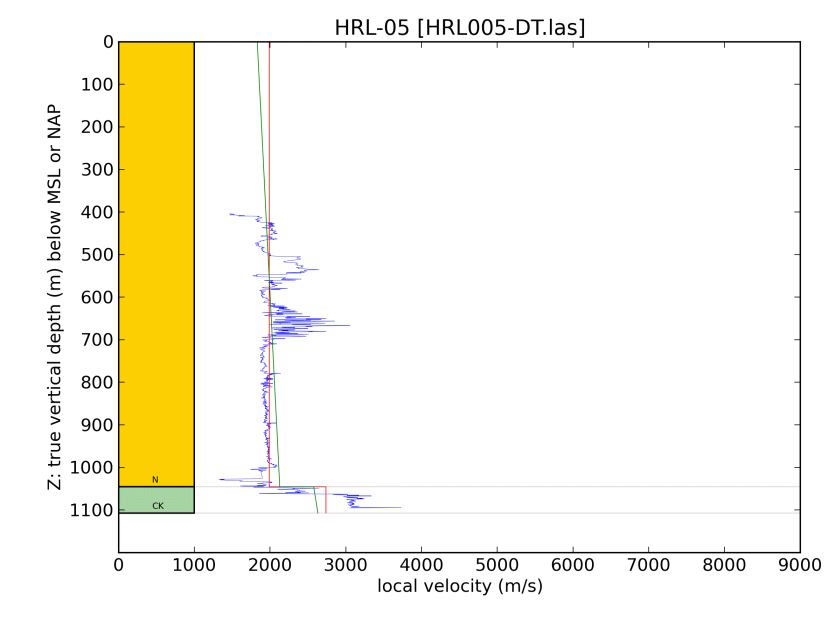 HRL-05 [HRL005-DT.las]
0
100
200
300
400
500
600
700
800
900
1000
1100
Z: true vertical depth (m) below MSL or NAP
N
CK
0 1000 2000 3000 4000 5000 6000 7000 8000 9000
local velocity (m/s)